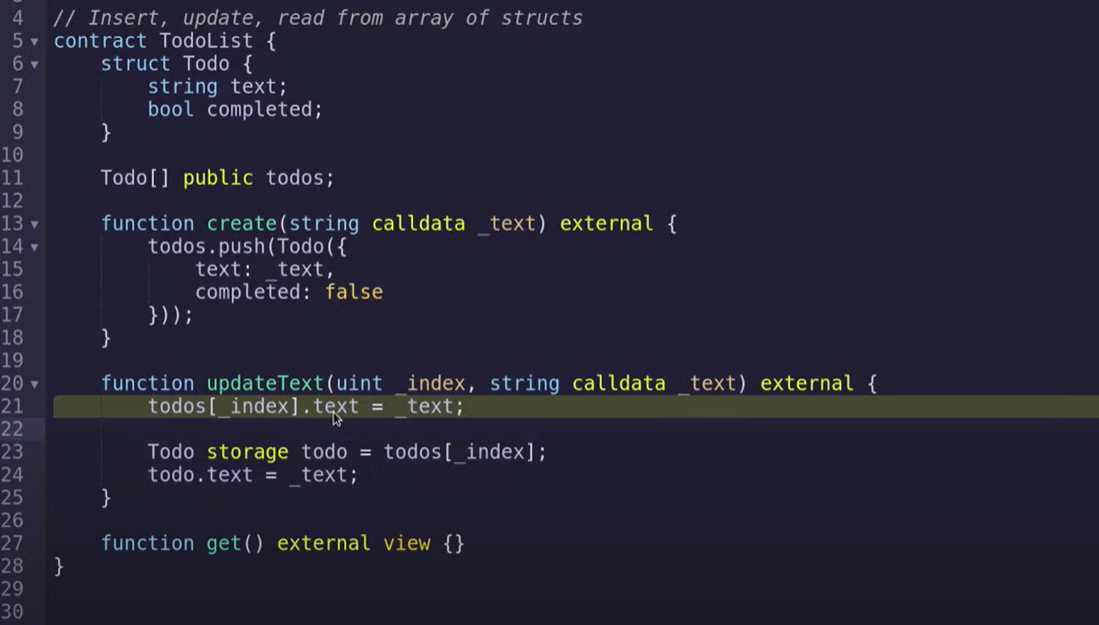 4 // Insert, update, read from array of structs
5 contract TodoList {
6     struct Todo {
7         string text;
8         bool completed;
9     }
10
11     Todo[] public todos;
12
13     function create(string calldata _text) external {
14         todos.push(Todo({
15             text: _text,
16             completed: false
17         }));
18     }
19
20     function updateText(uint _index, string calldata _text) external {
21         todos[_index].text = _text;
22
23         Todo storage todo = todos[_index];
24         todo.text = _text;
25     }
26
27     function get() external view {}
28 }
29
30